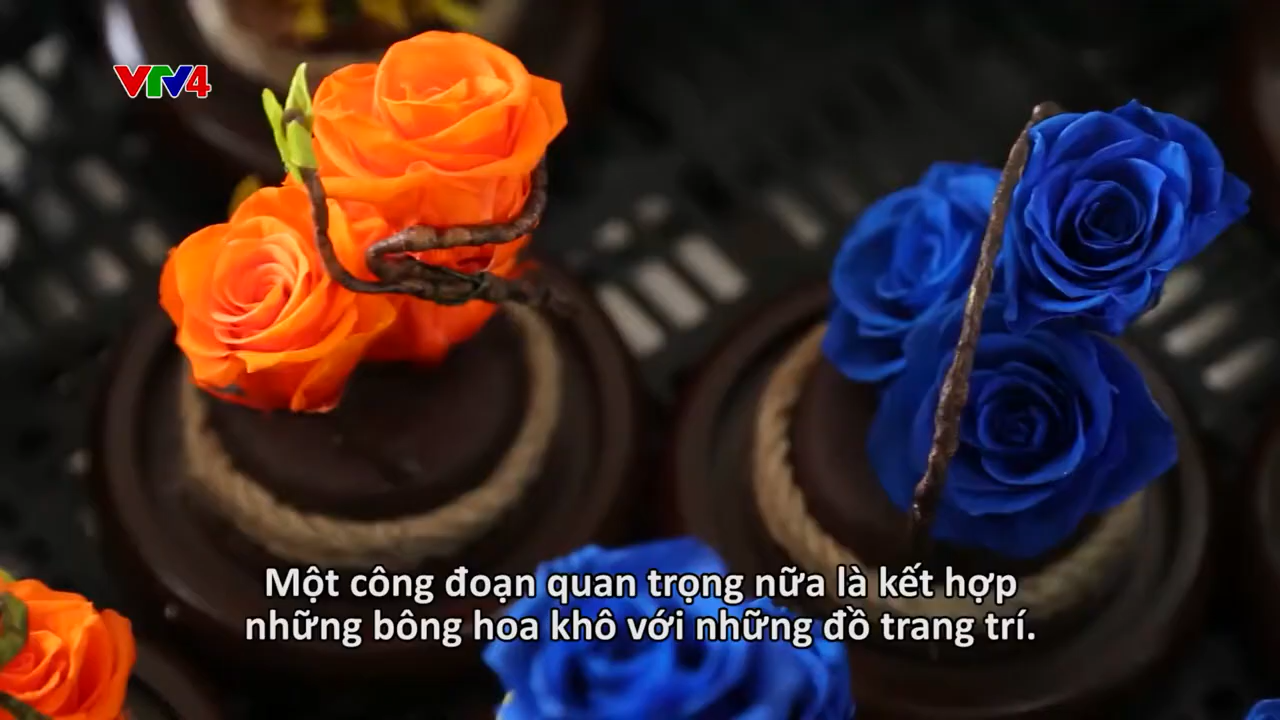 VTV4
Một công đoạn quan trọng nữa là kết hợp
những bông hoa khô với những đồ trang trí.